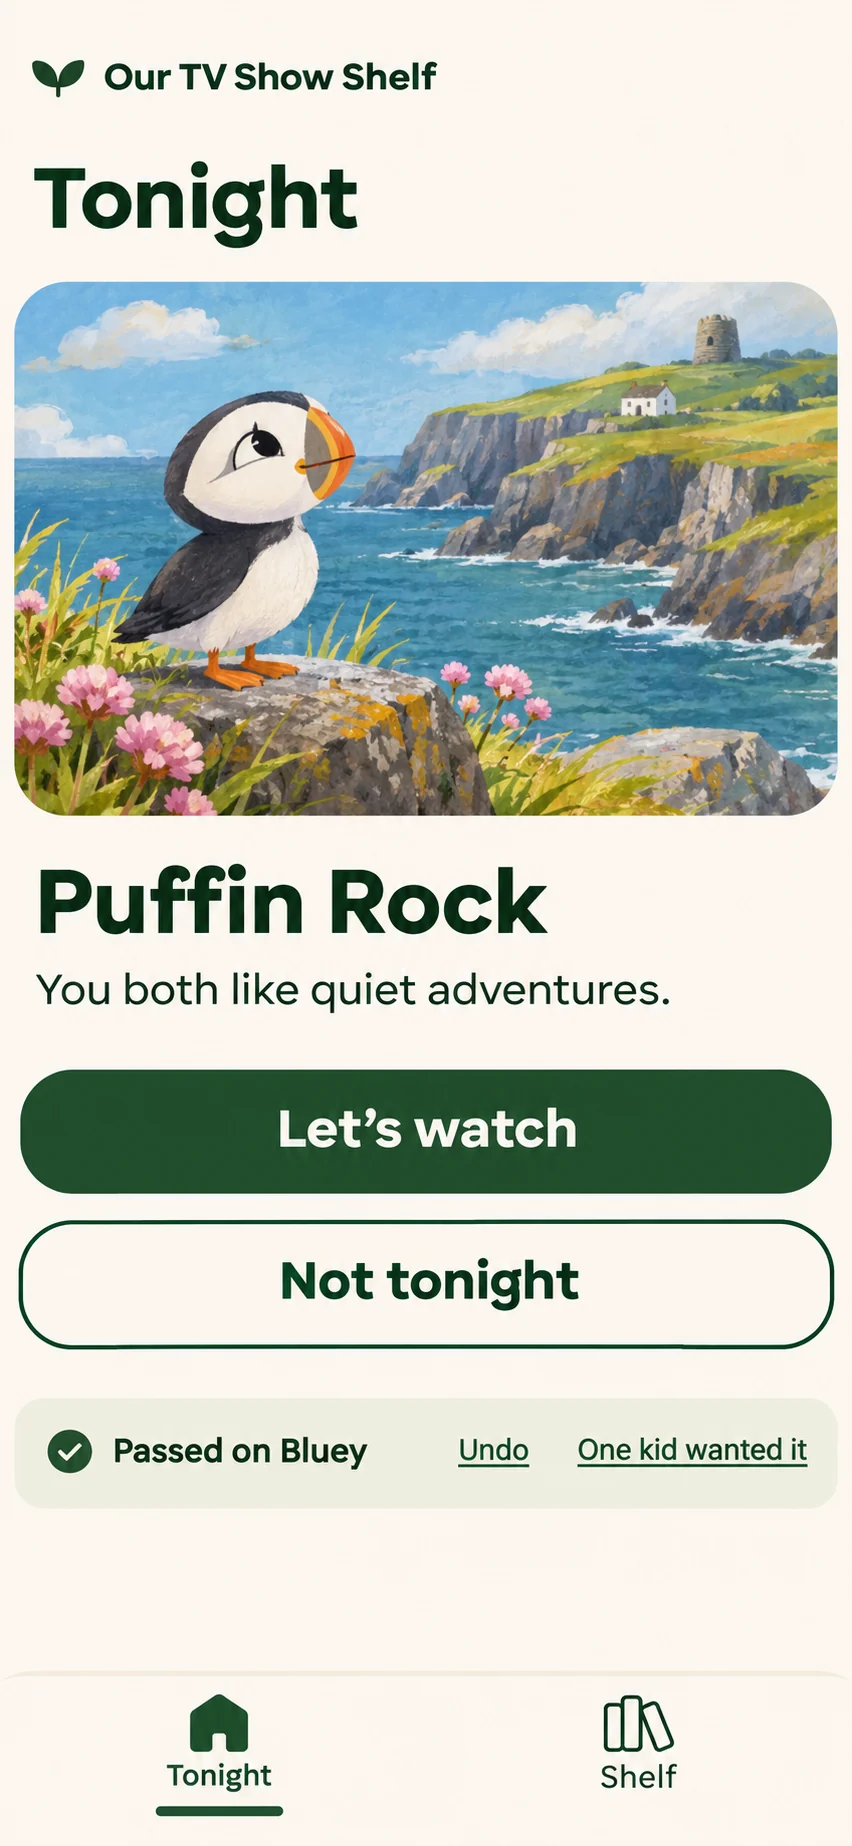 Our TV Show Shelf
Tonight
Puffin Rock
You both like quiet adventures.
Let’s watch
Not tonight
Passed on Bluey Undo One kid wanted it
Tonight Shelf